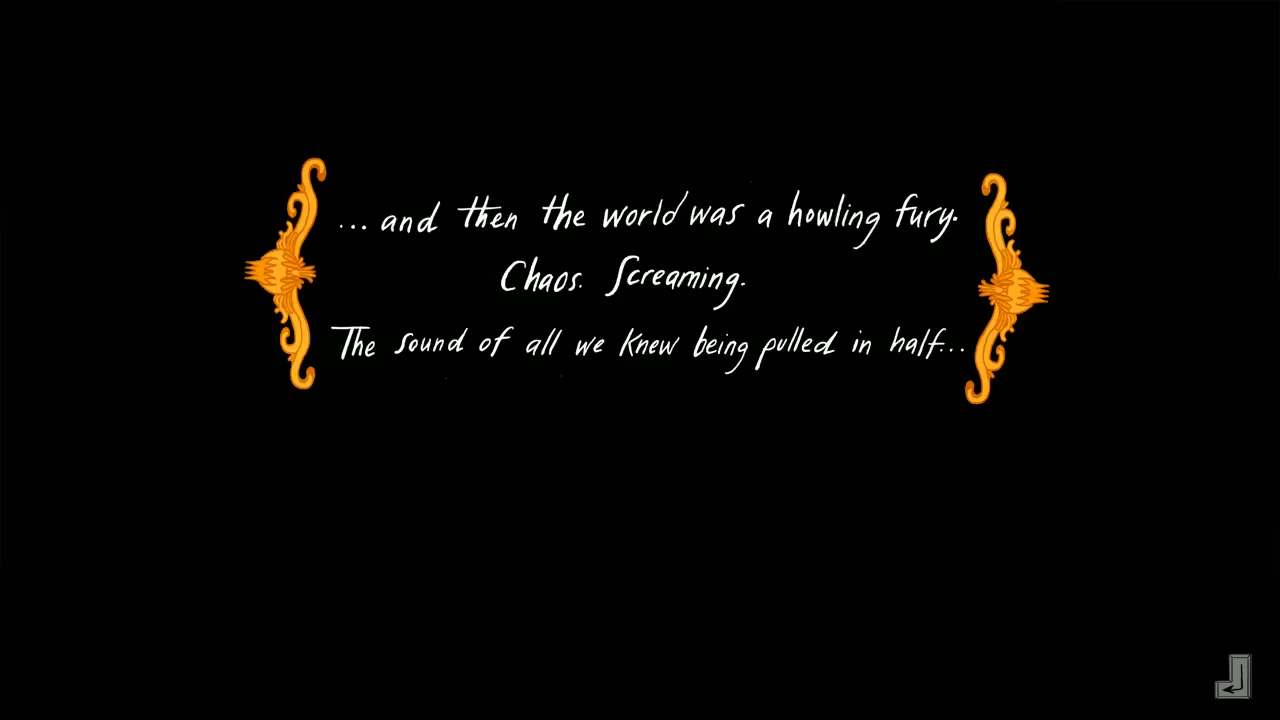 ...and then the world was a howling fury.
Chaos. Screaming.
The sound of all we knew being pulled in half...